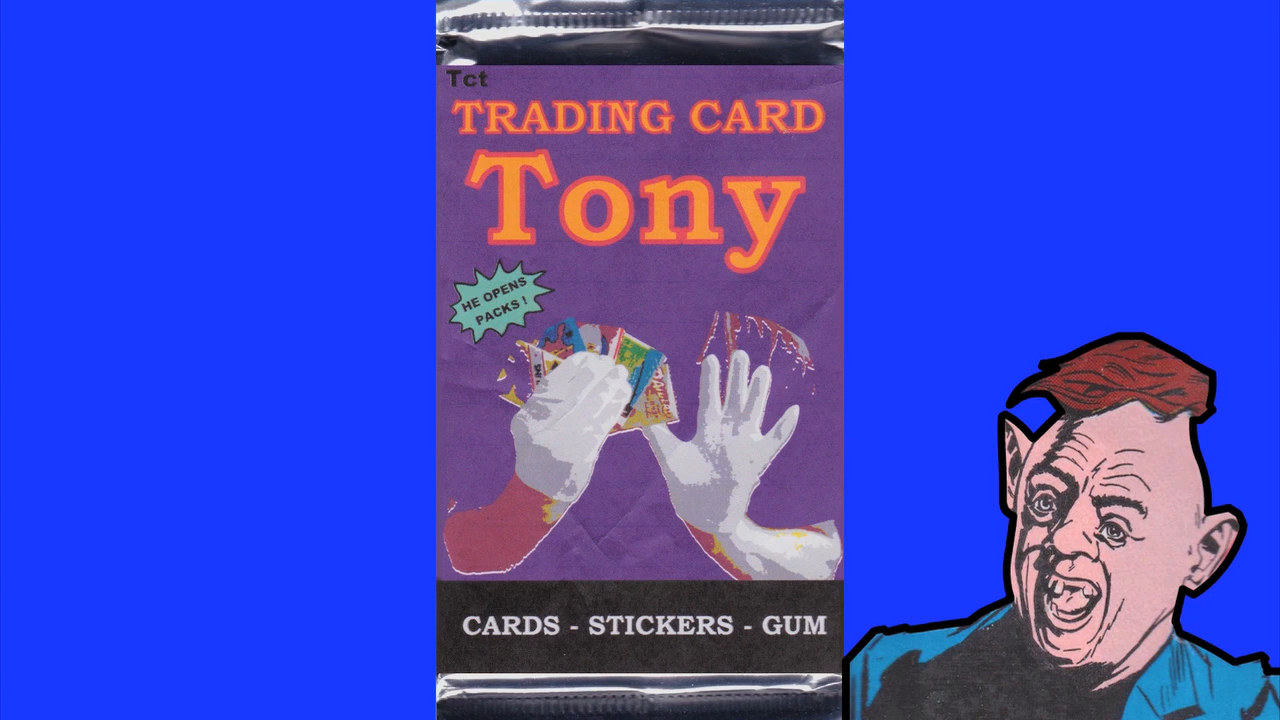 Tct
TRADING CARD
Tony
HE OPENS
PACKS !
CARDS - STICKERS - GUM